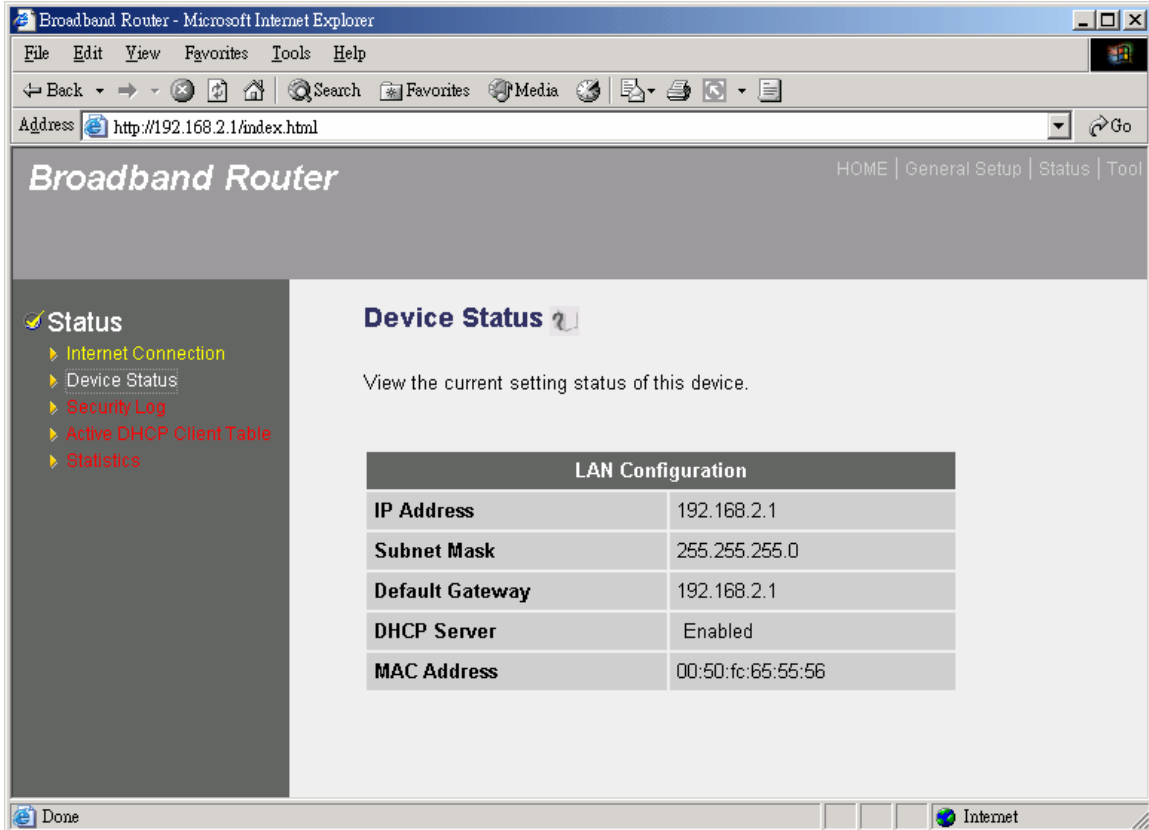 Broadband Router - Microsoft Internet Explorer
File Edit View Favorites Tools Help
Back Search Favorites Media
Address http://192.168.2.1/index.html Go
Broadband Router
HOME | General Setup | Status | Tool
Status
Internet Connection
Device Status
Security Log
Active DHCP Client Table
Statistics
Device Status
View the current setting status of this device.
LAN Configuration
IP Address 192.168.2.1
Subnet Mask 255.255.255.0
Default Gateway 192.168.2.1
DHCP Server Enabled
MAC Address 00:50:fc:65:55:56
Done Internet